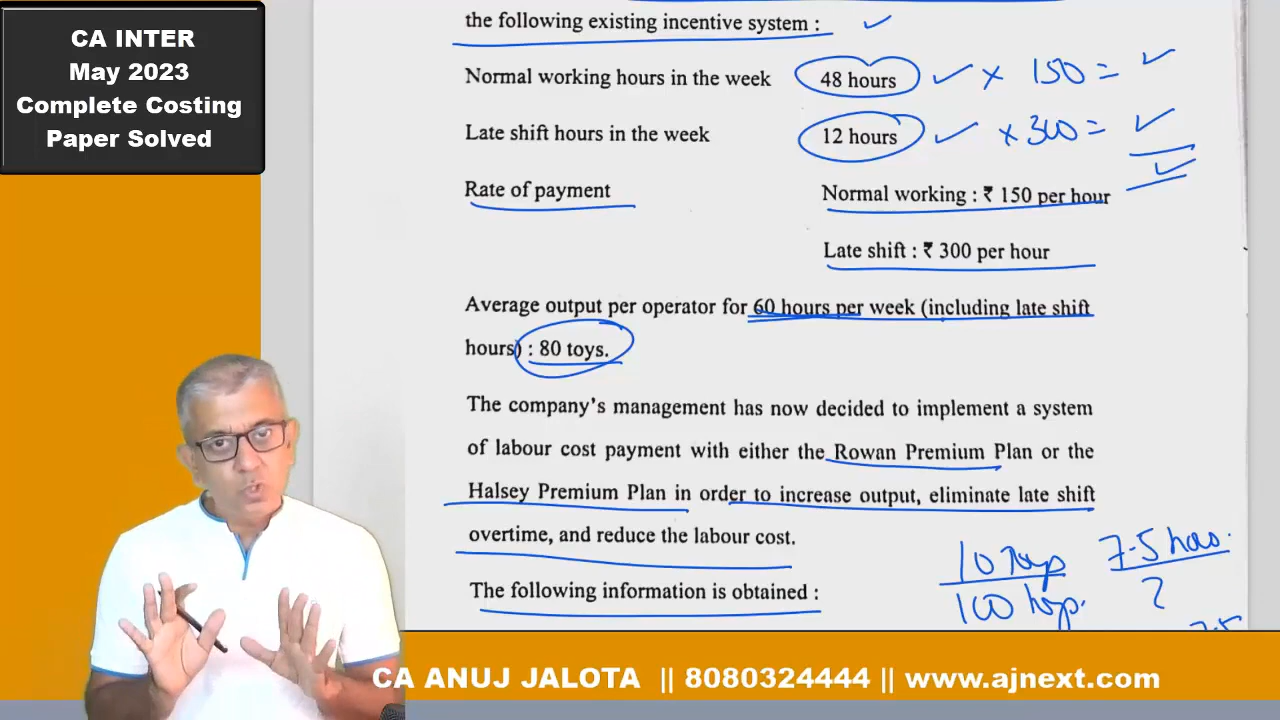 CA INTER
May 2023
Complete Costing
Paper Solved
the following existing incentive system :
Normal working hours in the week 48 hours × 150 =
Late shift hours in the week 12 hours × 300 =
Rate of payment Normal working : ₹ 150 per hour
Late shift : ₹ 300 per hour
Average output per operator for 60 hours per week (including late shift
hours) : 80 toys.
The company's management has now decided to implement a system
of labour cost payment with either the Rowan Premium Plan or the
Halsey Premium Plan in order to increase output, eliminate late shift
overtime, and reduce the labour cost.
The following information is obtained :
10 toys 7.5 hrs.
100 toys. ?
CA ANUJ JALOTA || 8080324444 || www.ajnext.com